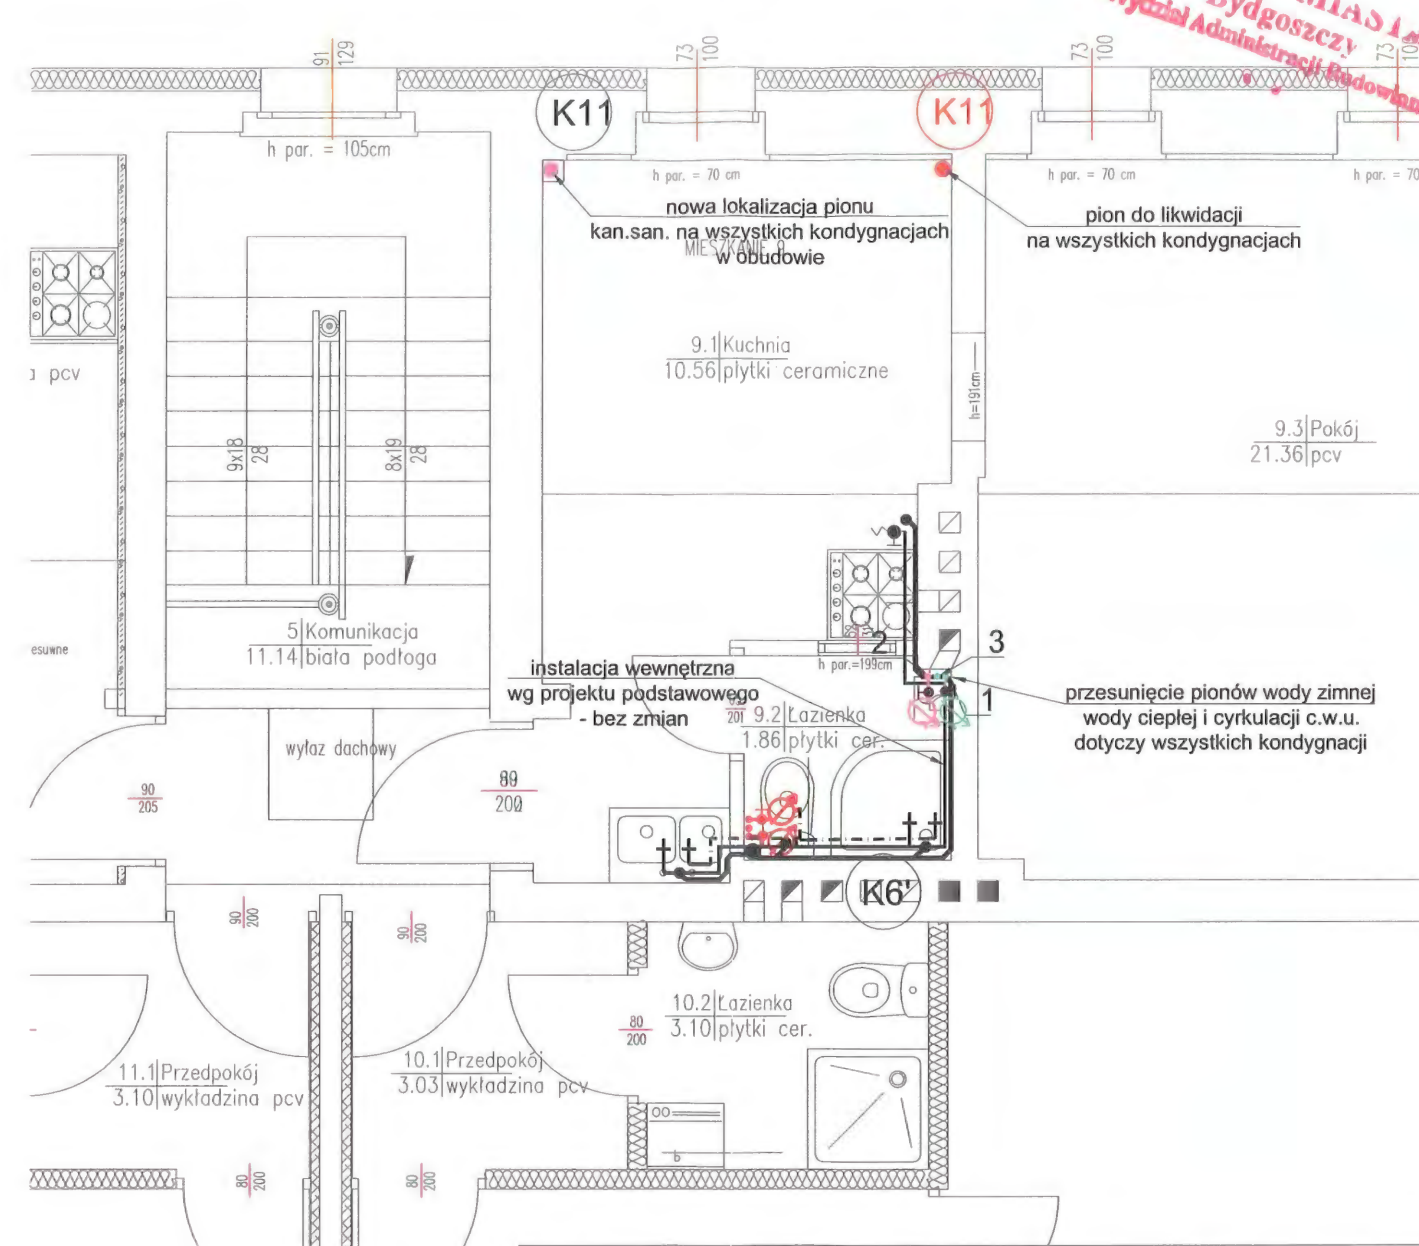 MIASTA
Bydgoszczy
Wydział Administracji Budowlanej
91
129
73
100
73
100
73
100
K11
K11
h par. = 105cm
h par. = 70 cm
h par. = 70 cm
h par. = 70
nowa lokalizacja pionu
kan.san. na wszystkich kondygnacjach
w obudowie
MIESZKANIE 9
pion do likwidacji
na wszystkich kondygnacjach
9.1 Kuchnia
10.56 płytki ceramiczne
pcv
h=191cm
9.3 Pokój
21.36 pcv
9x18
28
8x19
28
5 Komunikacja
11.14 biała podłoga
esuwne
2
3
1
h par.=199cm
instalacja wewnętrzna
wg projektu podstawowego
- bez zmian
201
9.2 Łazienka
1.86 płytki cer.
przesunięcie pionów wody zimnej
wody ciepłej i cyrkulacji c.w.u.
dotyczy wszystkich kondygnacji
wyłaz dachowy
90
205
200
K6'
90
200
90
200
10.2 Łazienka
3.10 płytki cer.
80
200
11.1 Przedpokój
3.10 wykładzina pcv
10.1 Przedpokój
3.03 wykładzina pcv
b
80
200
80
200